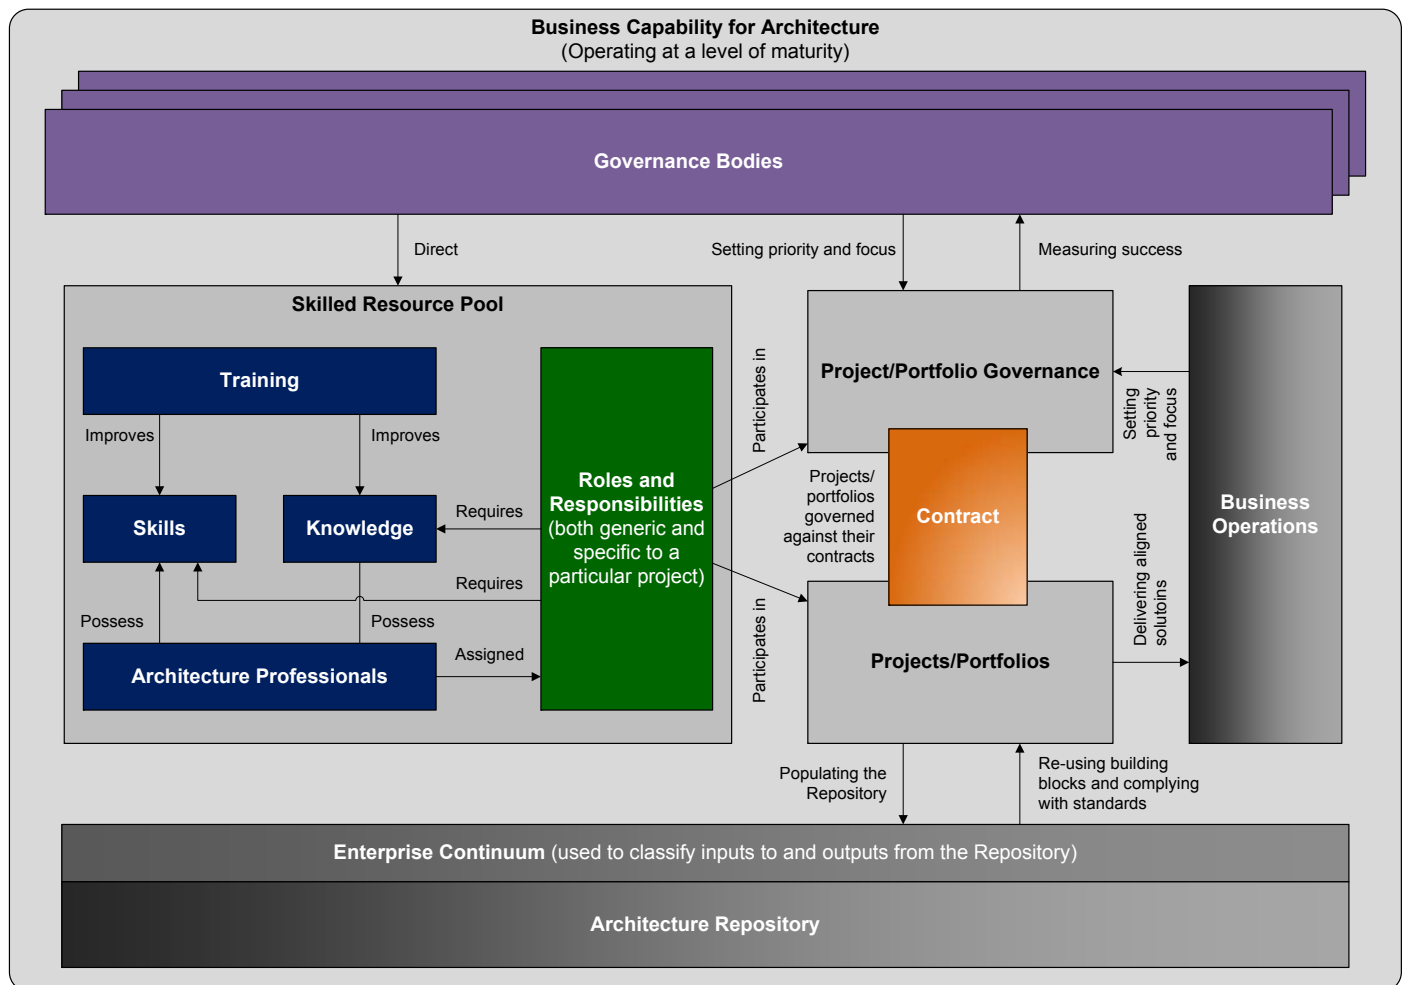 Business Capability for Architecture
(Operating at a level of maturity)
Governance Bodies
Direct
Setting priority and focus
Measuring success
Skilled Resource Pool
Training
Improves
Improves
Skills
Knowledge
Requires
Requires
Possess
Possess
Architecture Professionals
Assigned
Roles and
Responsibilities
(both generic and
specific to a
particular project)
Participates in
Participates in
Project/Portfolio Governance
Projects/
portfolios
governed
against their
contracts
Contract
Projects/Portfolios
Setting
priority
and focus
Delivering aligned
solutoins
Business
Operations
Populating the
Repository
Re-using building
blocks and complying
with standards
Enterprise Continuum (used to classify inputs to and outputs from the Repository)
Architecture Repository